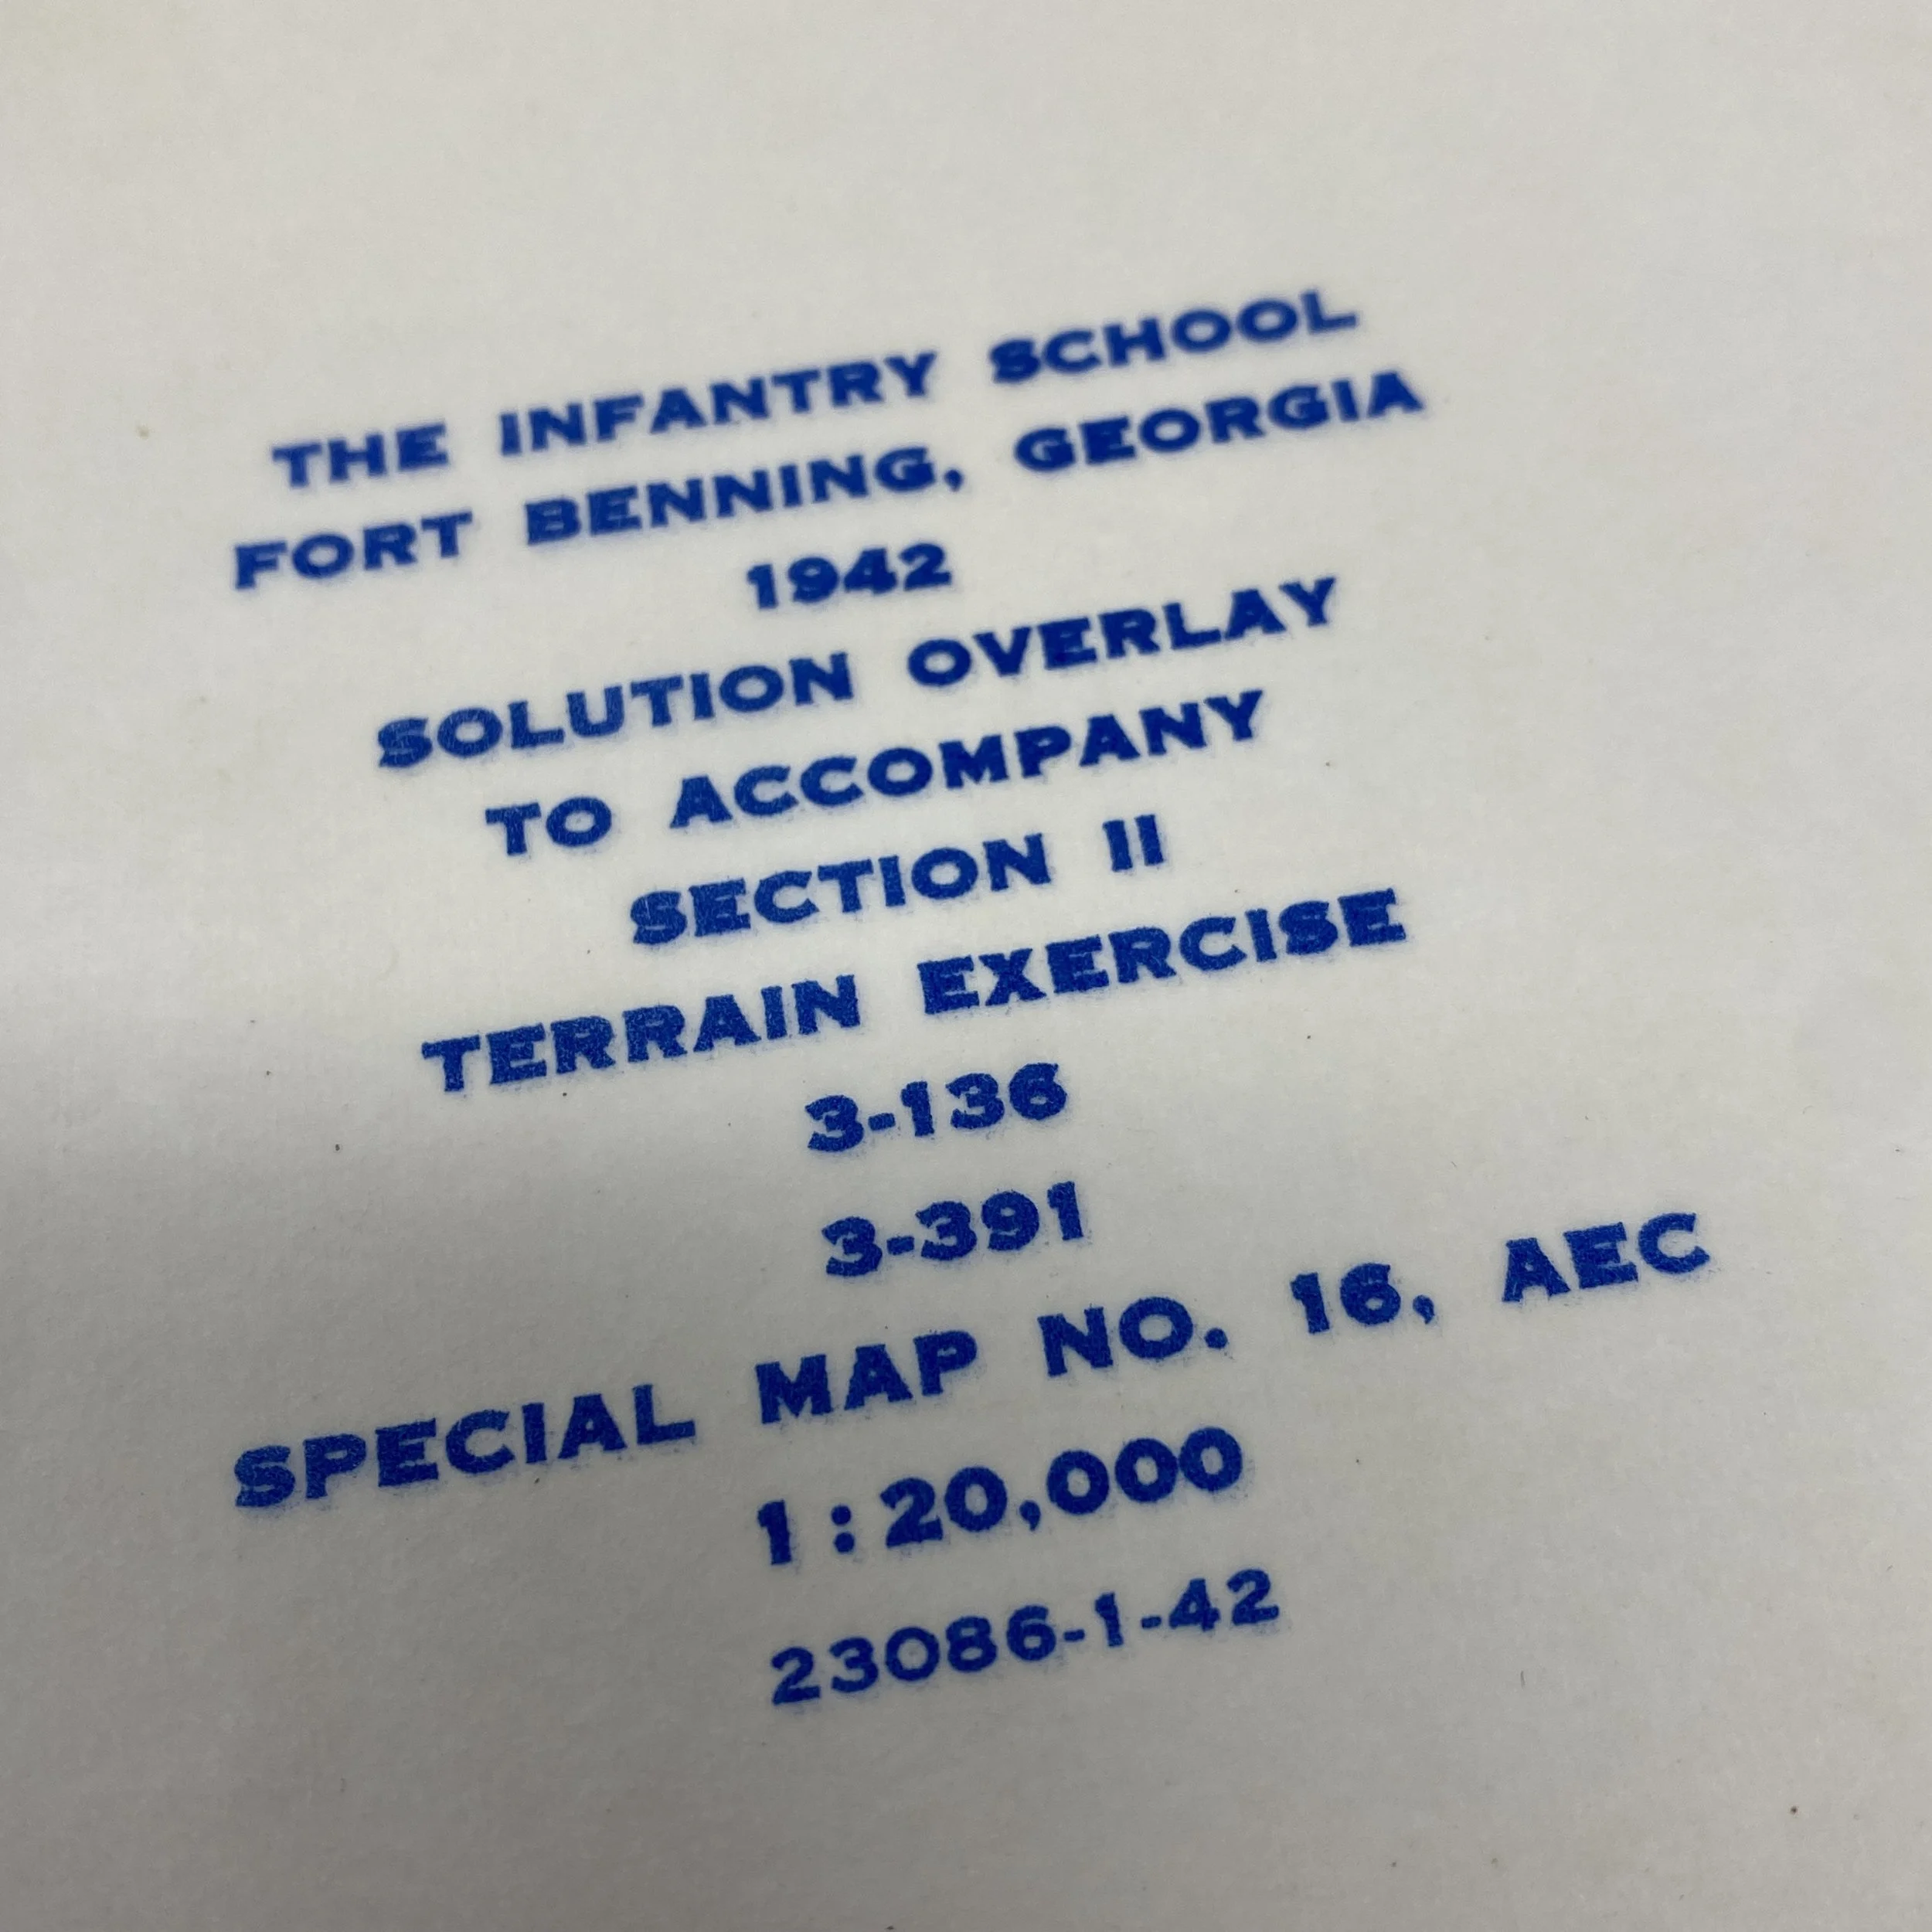 THE INFANTRY SCHOOL
FORT BENNING, GEORGIA
1942
SOLUTION OVERLAY
TO ACCOMPANY
SECTION II
TERRAIN EXERCISE
3-136
3-391
SPECIAL MAP NO. 16, AEC
1:20,000
23086-1-42